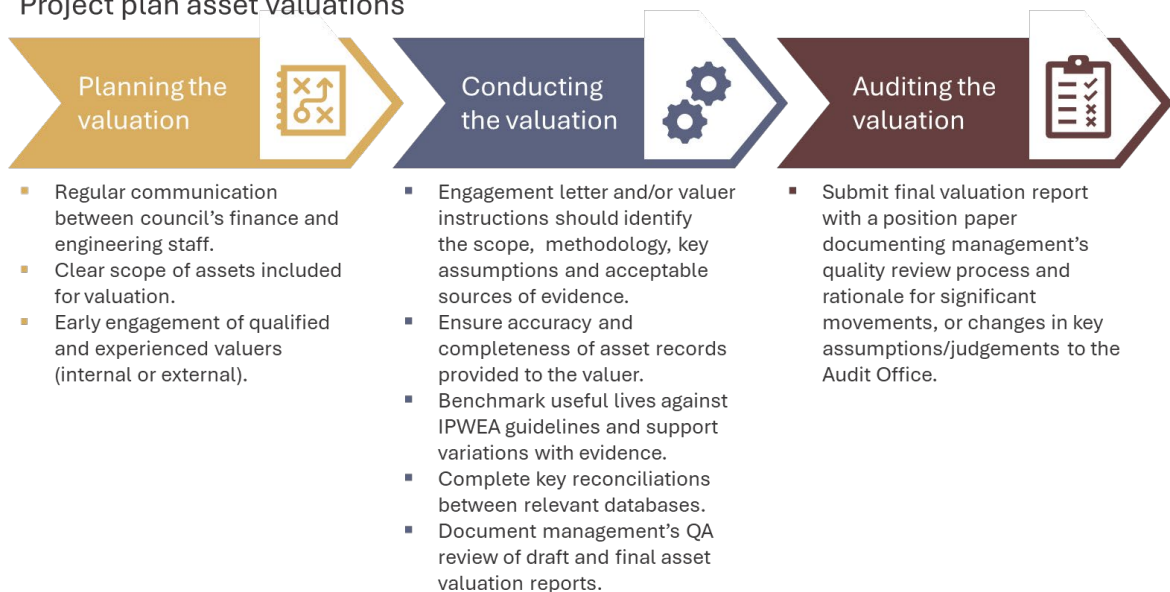 Project plan asset valuations
Planning the
valuation
Regular communication
between council's finance and
engineering staff.
Clear scope of assets included
for valuation.
Early engagement of qualified
and experienced valuers
(internal or external).
Conducting
the valuation
Engagement letter and/or valuer
instructions should identify
the scope, methodology, key
assumptions and acceptable
sources of evidence.
Ensure accuracy and
completeness of asset records
provided to the valuer.
Benchmark useful lives against
IPWEA guidelines and support
variations with evidence.
Complete key reconciliations
between relevant databases.
Document management's QA
review of draft and final asset
valuation reports.
Auditing the
valuation
Submit final valuation report
with a position paper
documenting management's
quality review process and
rationale for significant
movements, or changes in key
assumptions/judgements to the
Audit Office.